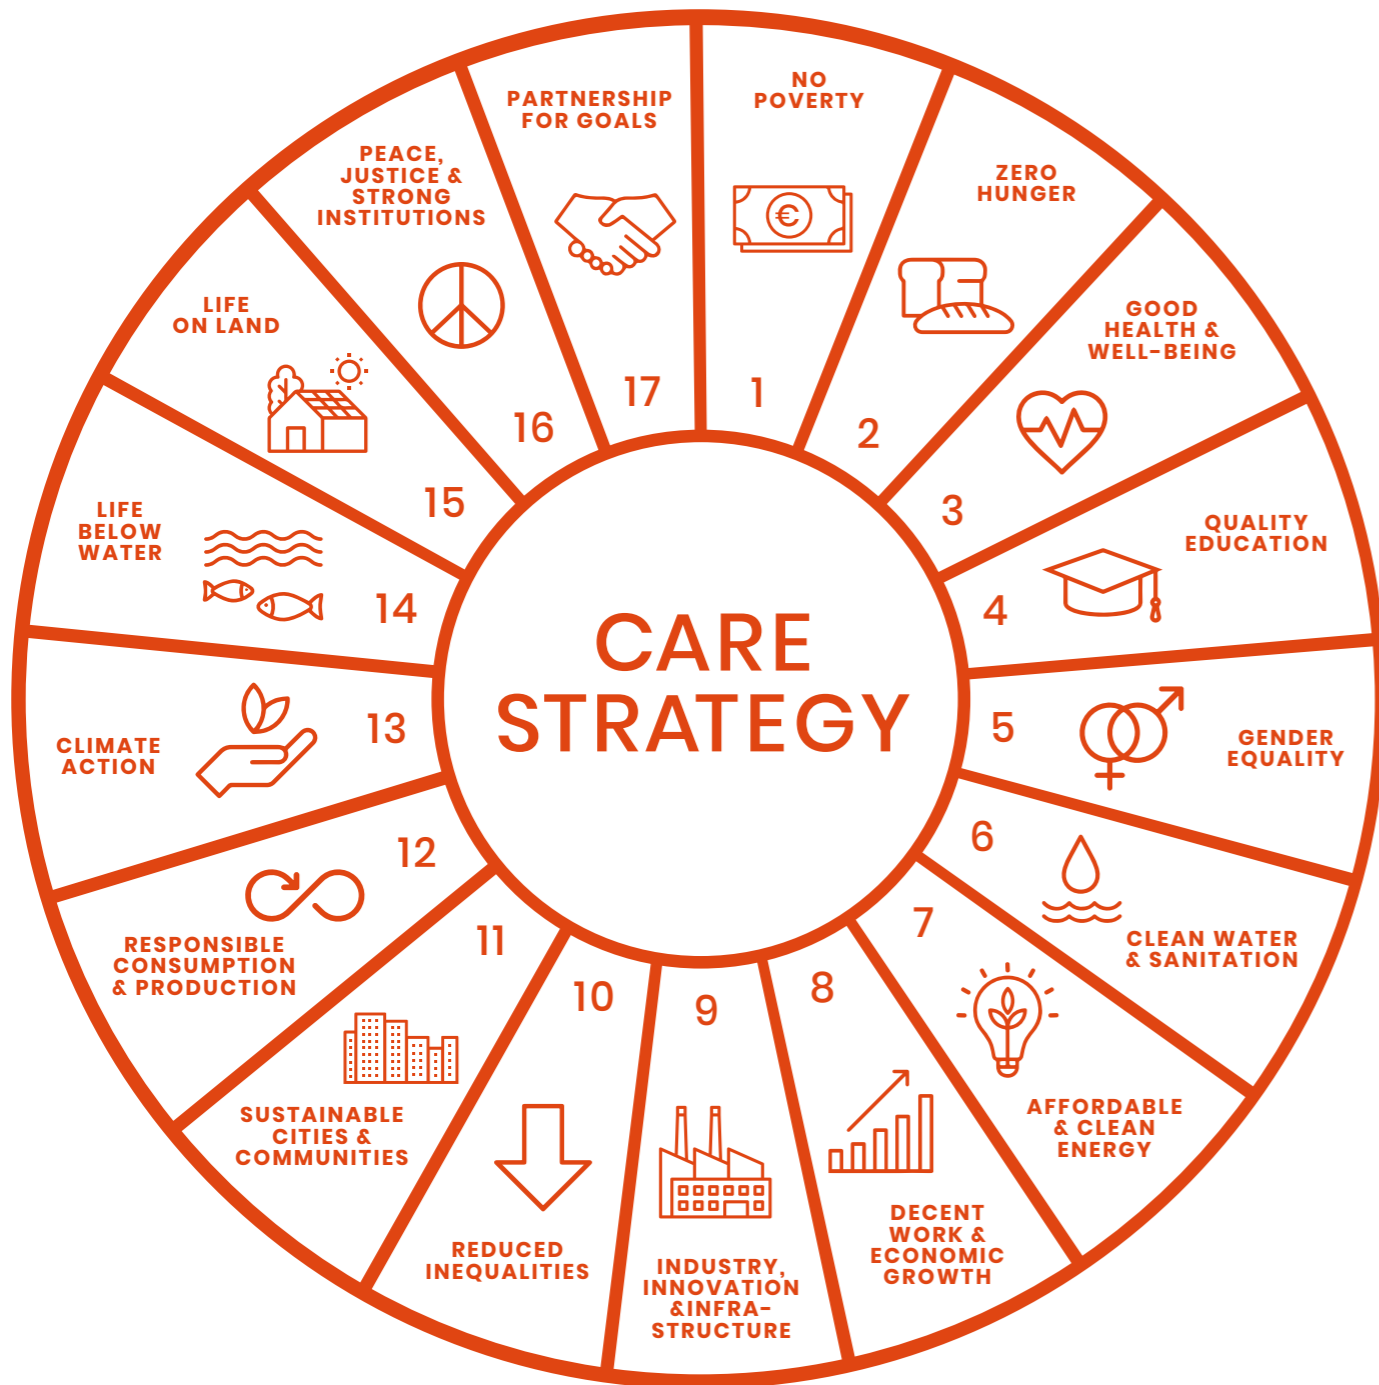 CARE
STRATEGY
NO
POVERTY
€
1
ZERO
HUNGER
2
GOOD
HEALTH &
WELL-BEING
3
QUALITY
EDUCATION
4
GENDER
EQUALITY
5
CLEAN WATER
& SANITATION
6
AFFORDABLE
& CLEAN
ENERGY
7
DECENT
WORK &
ECONOMIC
GROWTH
8
INDUSTRY,
INNOVATION
&INFRA-
STRUCTURE
9
REDUCED
INEQUALITIES
10
SUSTAINABLE
CITIES &
COMMUNITIES
11
RESPONSIBLE
CONSUMPTION
& PRODUCTION
12
CLIMATE
ACTION
13
LIFE
BELOW
WATER
14
LIFE
ON LAND
15
PEACE,
JUSTICE &
STRONG
INSTITUTIONS
16
PARTNERSHIP
FOR GOALS
17